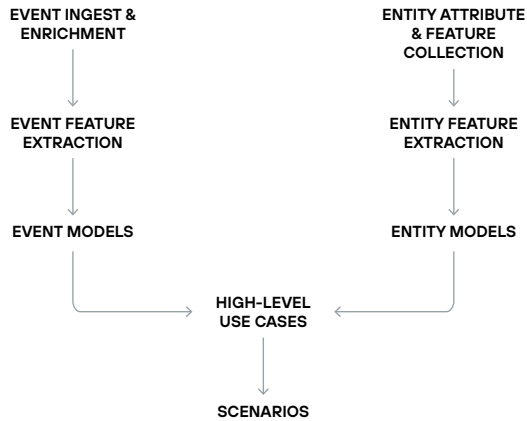 EVENT INGEST &
ENRICHMENT
ENTITY ATTRIBUTE
& FEATURE
COLLECTION
EVENT FEATURE
EXTRACTION
ENTITY FEATURE
EXTRACTION
EVENT MODELS
ENTITY MODELS
HIGH-LEVEL
USE CASES
SCENARIOS